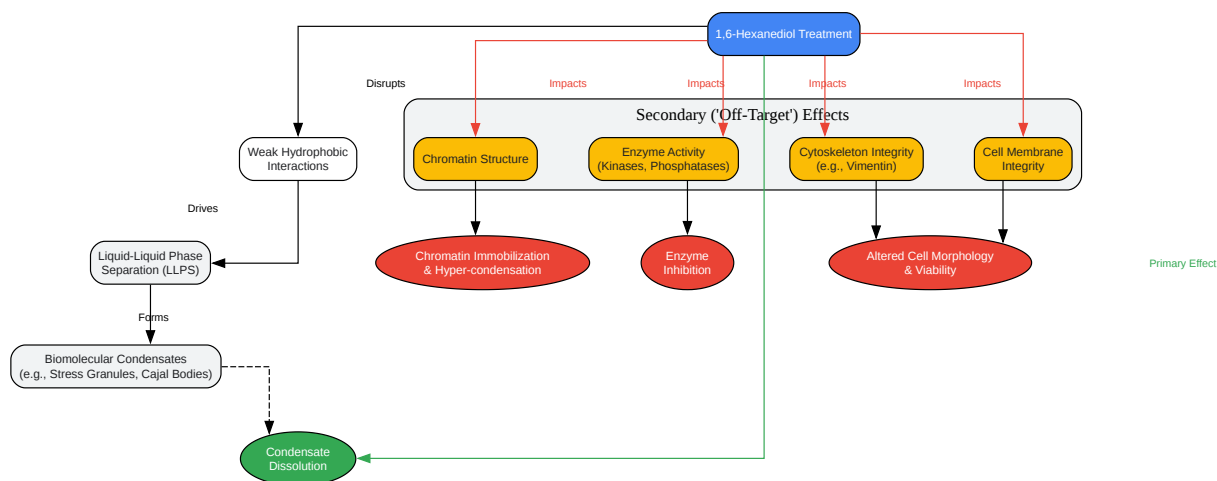 1,6-Hexanediol Treatment
Disrupts
Impacts
Impacts
Impacts
Impacts
Secondary ('Off-Target') Effects
Weak Hydrophobic
Interactions
Chromatin Structure
Enzyme Activity
(Kinases, Phosphatases)
Cytoskeleton Integrity
(e.g., Vimentin)
Cell Membrane
Integrity
Drives
Liquid-Liquid Phase
Separation (LLPS)
Chromatin Immobilization
& Hyper-condensation
Enzyme
Inhibition
Altered Cell Morphology
& Viability
Primary Effect
Forms
Biomolecular Condensates
(e.g., Stress Granules, Cajal Bodies)
Condensate
Dissolution